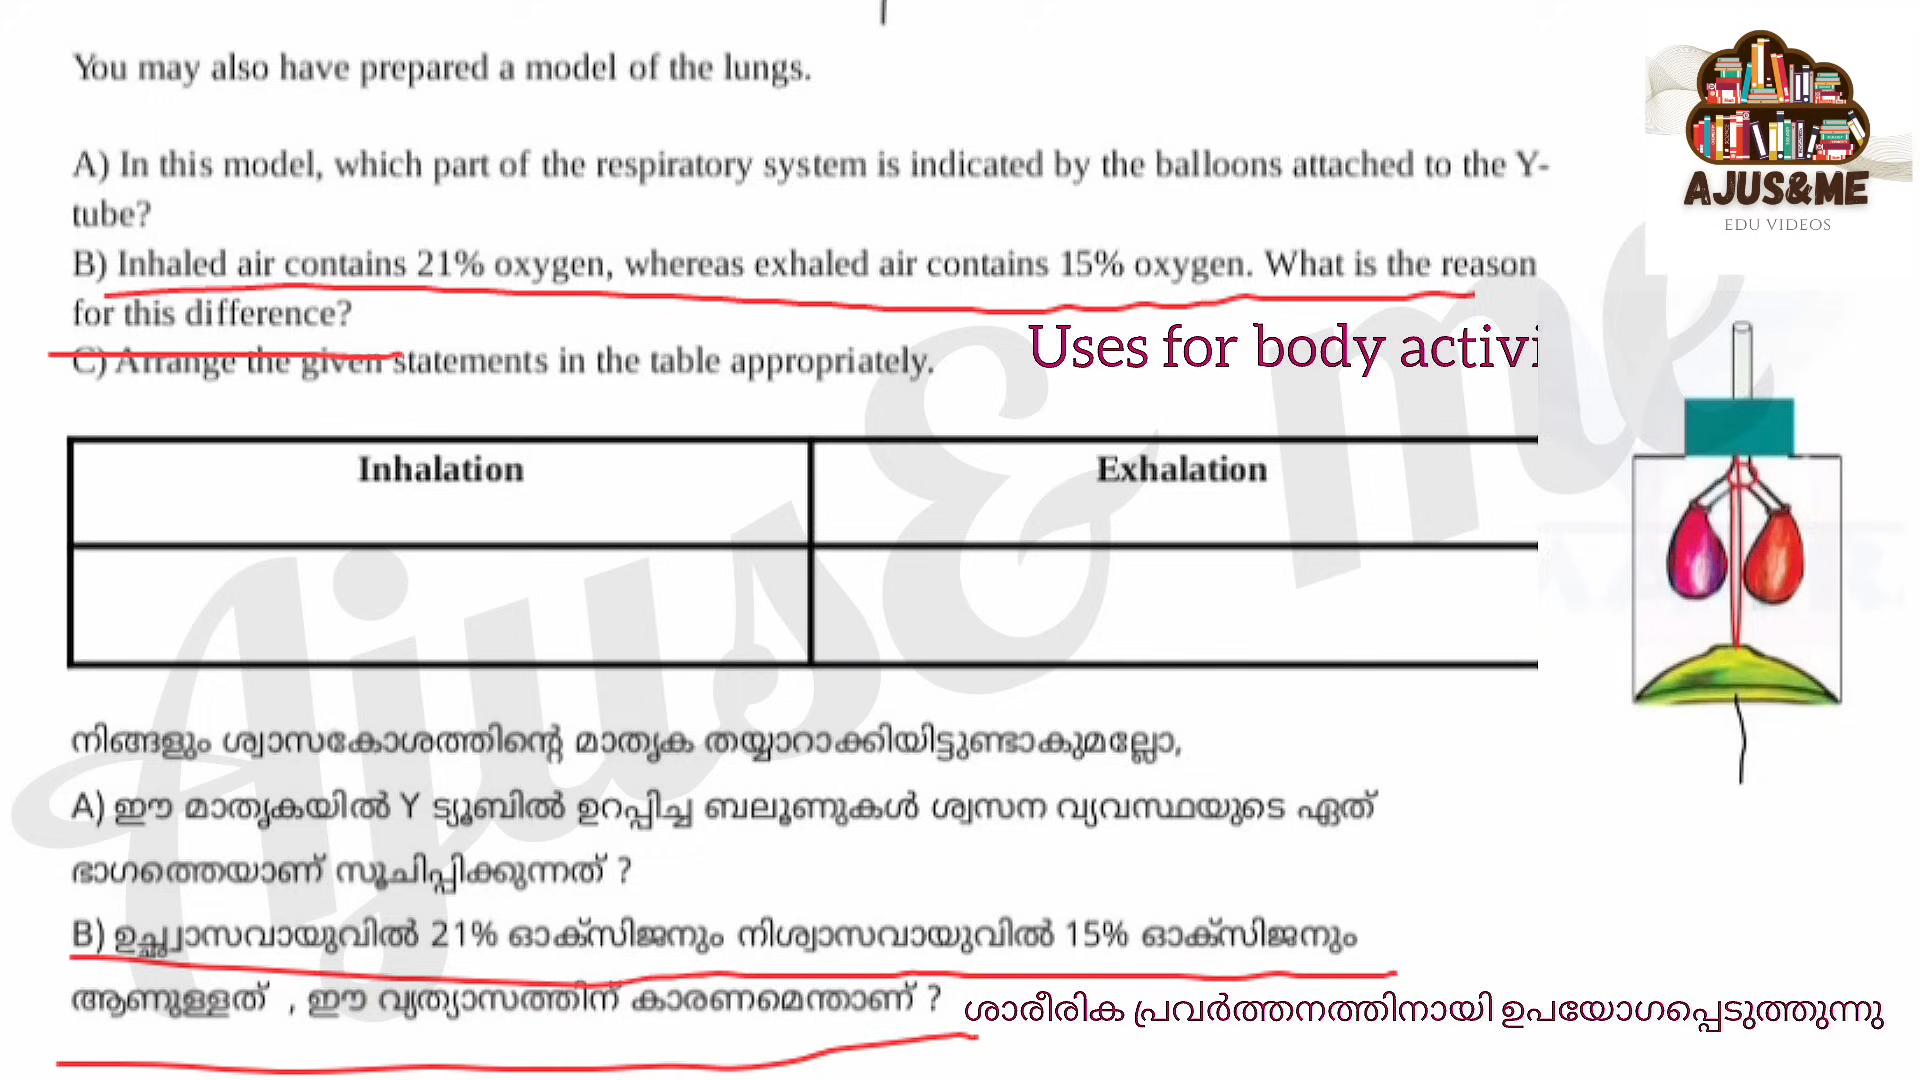 You may also have prepared a model of the lungs.
A) In this model, which part of the respiratory system is indicated by the balloons attached to the Y-
tube?
B) Inhaled air contains 21% oxygen, whereas exhaled air contains 15% oxygen. What is the reason
for this difference?
Uses for body activi
C) Arrange the given statements in the table appropriately.
Inhalation
Exhalation
നിങ്ങളും ശ്വാസകോശത്തിന്റെ മാതൃക തയ്യാറാക്കിയിട്ടുണ്ടാകുമല്ലോ,
A) ഈ മാതൃകയിൽ Y ട്യൂബിൽ ഉറപ്പിച്ച ബലൂണുകൾ ശ്വസന വ്യവസ്ഥയുടെ ഏത്
ഭാഗത്തെയാണ് സൂചിപ്പിക്കുന്നത് ?
B) ഉച്ഛ്വാസവായുവിൽ 21% ഓക്സിജനും നിശ്വാസവായുവിൽ 15% ഓക്സിജനും
ആണുള്ളത് , ഈ വ്യത്യാസത്തിന് കാരണമെന്താണ് ?
ശാരീരിക പ്രവർത്തനത്തിനായി ഉപയോഗപ്പെടുത്തുന്നു
AJUS&ME
EDU VIDEOS
Ajus& me